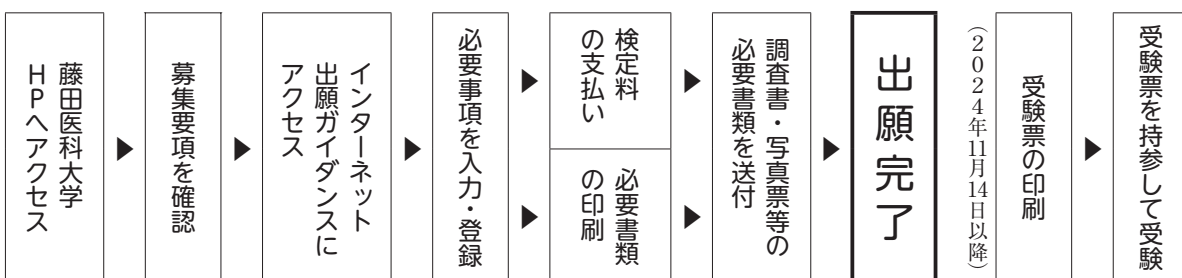 藤田医科大学
HPへアクセス
▶
募集要項を確認
▶
インターネット
出願ガイダンスに
アクセス
▶
必要事項を入力・登録
▶
検定料
の支払い
▶
必要書類
の印刷
▶
調査書・写真票等の
必要書類を送付
▶
出願完了
(2024年11月14日以降)
受験票の印刷
▶
受験票を持参して受験